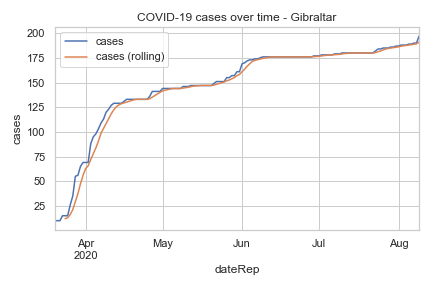 COVID-19 cases over time - Gibraltar
cases
cases (rolling)
200
175
150
125
100
75
50
25
cases
Apr
2020
May
Jun
Jul
Aug
dateRep